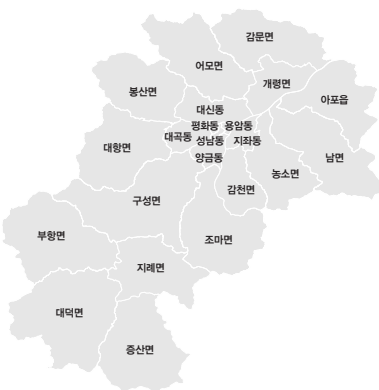 감문면
어모면
개령면
봉산면
아포읍
대신동
평화동 용암동
대곡동 성남동 지좌동
대항면
양금동
남면
농소면
감천면
구성면
부항면
조마면
지례면
대덕면
증산면